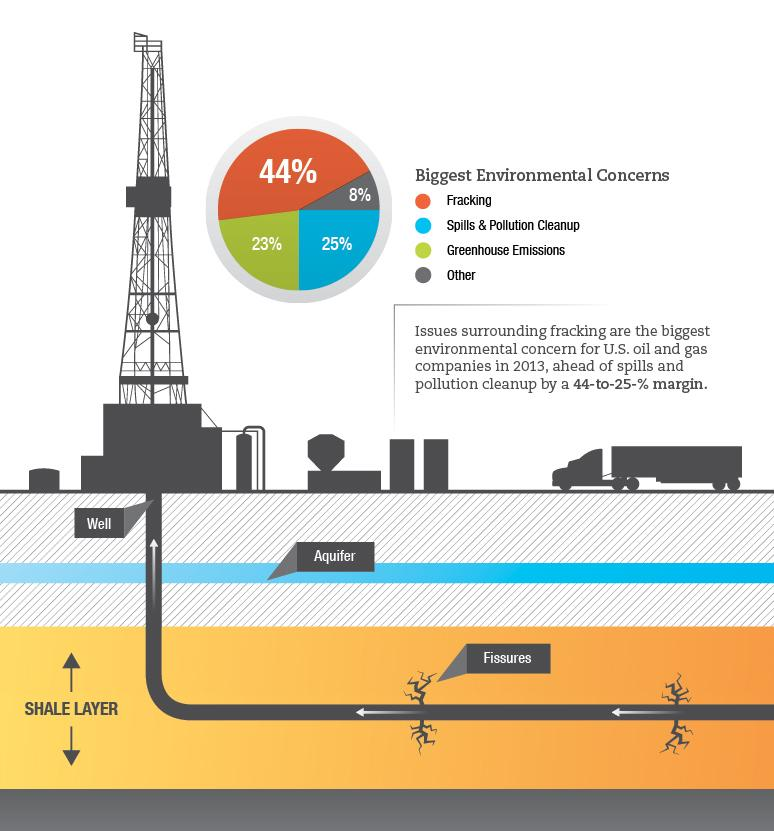 44%
8%
23%
25%
Biggest Environmental Concerns
Fracking
Spills & Pollution Cleanup
Greenhouse Emissions
Other
Issues surrounding fracking are the biggest
environmental concern for U.S. oil and gas
companies in 2013, ahead of spills and
pollution cleanup by a 44-to-25-% margin.
Well
Aquifer
Fissures
SHALE LAYER